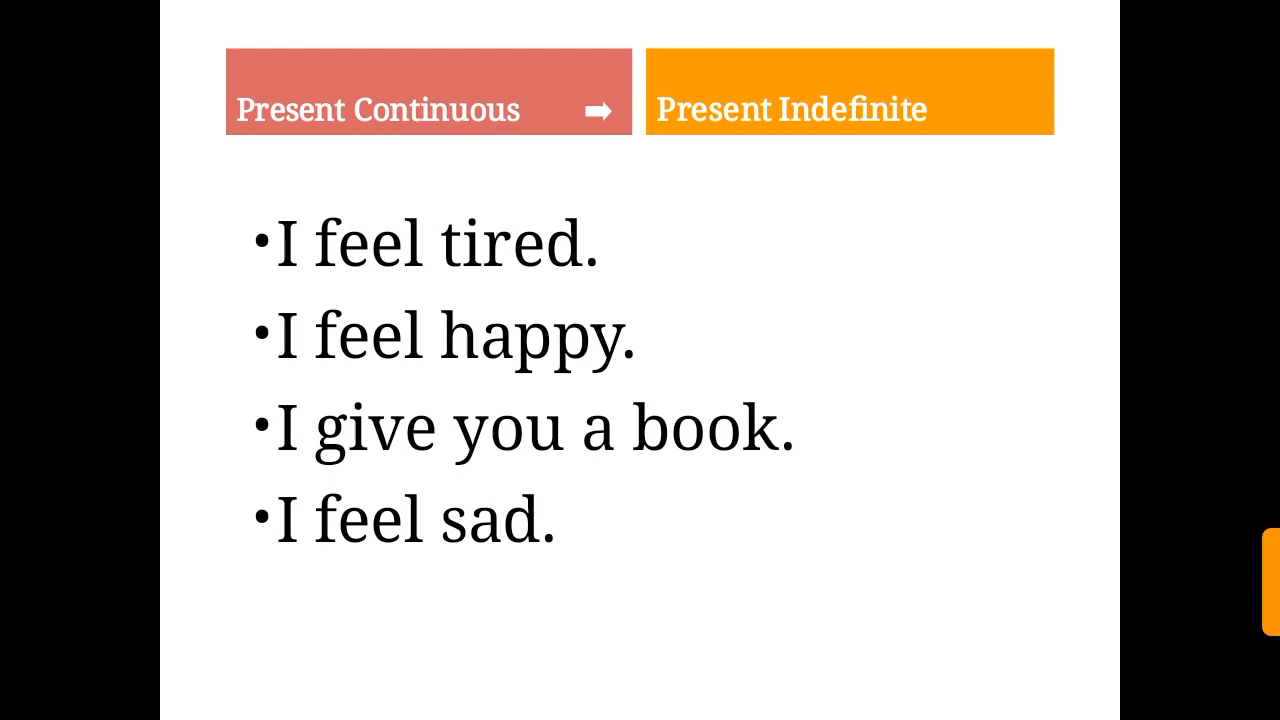 Present Continuous ➡ Present Indefinite
•I feel tired.
•I feel happy.
•I give you a book.
•I feel sad.